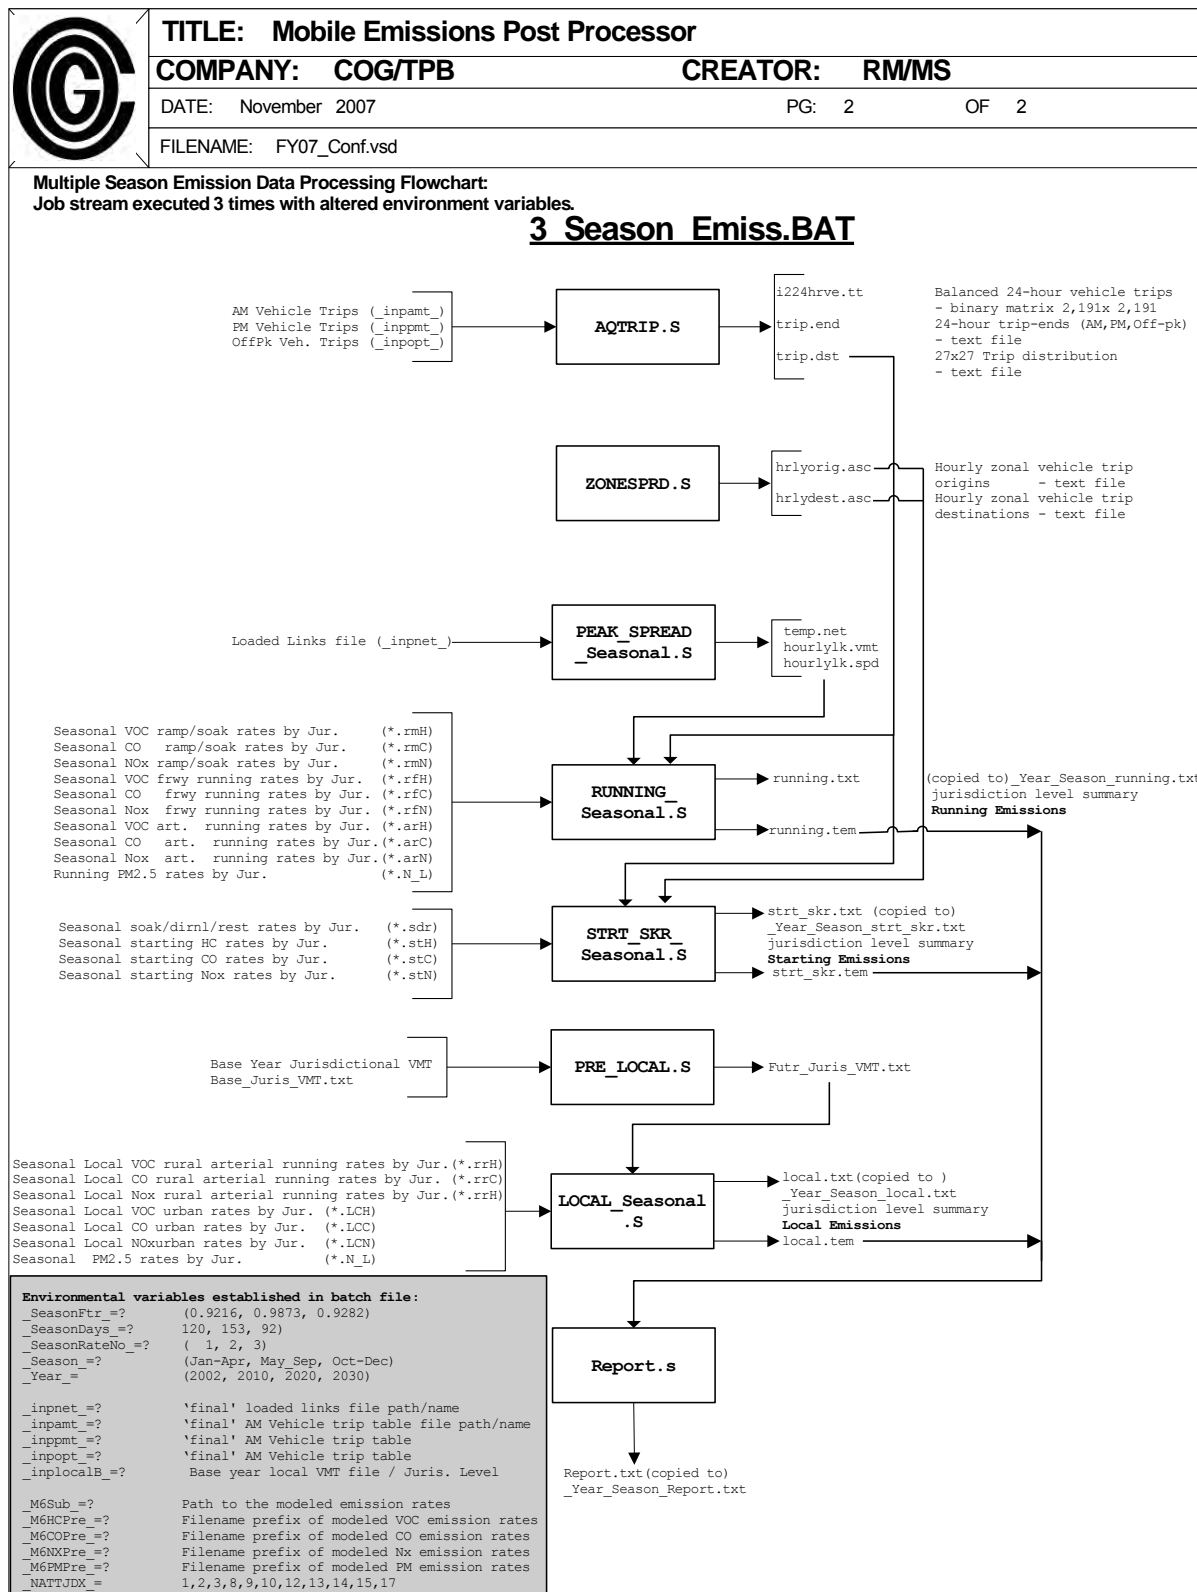 TITLE: Mobile Emissions Post Processor
COMPANY: COG/TPB CREATOR: RM/MS
DATE: November 2007 PG: 2 OF 2
FILENAME: FY07_Conf.vsd
Multiple Season Emission Data Processing Flowchart:
Job stream executed 3 times with altered environment variables.
3_Season_Emiss.BAT
AM Vehicle Trips (_inpamt_)
PM Vehicle Trips (_inppmt_)
OffPk Veh. Trips (_inpopt_)
AQTRIP.S
i224hrve.tt
trip.end
trip.dst
Balanced 24-hour vehicle trips
- binary matrix 2,191x 2,191
24-hour trip-ends (AM,PM,Off-pk)
- text file
27x27 Trip distribution
- text file
ZONESPRD.S
hrlyorig.asc
hrlydest.asc
Hourly zonal vehicle trip
origins - text file
Hourly zonal vehicle trip
destinations - text file
Loaded Links file (_inpnet_)
PEAK_SPREAD
_Seasonal.S
temp.net
hourlylk.vmt
hourlylk.spd
Seasonal VOC ramp/soak rates by Jur. (*.rmH)
Seasonal CO ramp/soak rates by Jur. (*.rmC)
Seasonal NOx ramp/soak rates by Jur. (*.rmN)
Seasonal VOC frwy running rates by Jur. (*.rfH)
Seasonal CO frwy running rates by Jur. (*.rfC)
Seasonal Nox frwy running rates by Jur. (*.rfN)
Seasonal VOC art. running rates by Jur. (*.arH)
Seasonal CO art. running rates by Jur.(*.arC)
Seasonal Nox art. running rates by Jur.(*.arN)
Running PM2.5 rates by Jur. (*.N_L)
RUNNING_
Seasonal.S
running.txt
running.tem
(copied to)_Year_Season_running.txt
jurisdiction level summary
Running Emissions
Seasonal soak/dirnl/rest rates by Jur. (*.sdr)
Seasonal starting HC rates by Jur. (*.stH)
Seasonal starting CO rates by Jur. (*.stC)
Seasonal starting Nox rates by Jur. (*.stN)
STRT_SKR_
Seasonal.S
strt_skr.txt (copied to)
_Year_Season_strt_skr.txt
jurisdiction level summary
Starting Emissions
strt_skr.tem
Base Year Jurisdictional VMT
Base_Juris_VMT.txt
PRE_LOCAL.S
Futr_Juris_VMT.txt
Seasonal Local VOC rural arterial running rates by Jur.(*.rrH)
Seasonal Local CO rural arterial running rates by Jur.(*.rrC)
Seasonal Local Nox rural arterial running rates by Jur.(*.rrH)
Seasonal Local VOC urban rates by Jur. (*.LCH)
Seasonal Local CO urban rates by Jur. (*.LCC)
Seasonal Local NOxurban rates by Jur. (*.LCN)
Seasonal PM2.5 rates by Jur. (*.N_L)
LOCAL_Seasonal
.S
local.txt(copied to )
_Year_Season_local.txt
jurisdiction level summary
Local Emissions
local.tem
Environmental variables established in batch file:
_SeasonFtr_=? (0.9216, 0.9873, 0.9282)
_SeasonDays_=? 120, 153, 92)
_SeasonRateNo_=? ( 1, 2, 3)
_Season_=? (Jan-Apr, May_Sep, Oct-Dec)
_Year_= (2002, 2010, 2020, 2030)
_inpnet_=? ‘final' loaded links file path/name
_inpamt_=? ‘final' AM Vehicle trip table file path/name
_inppmt_=? ‘final' AM Vehicle trip table
_inpopt_=? ‘final' AM Vehicle trip table
_inplocalB_=? Base year local VMT file / Juris. Level
_M6Sub_=? Path to the modeled emission rates
_M6HCPre_=? Filename prefix of modeled VOC emission rates
_M6COPre_=? Filename prefix of modeled CO emission rates
_M6NXPre_=? Filename prefix of modeled Nx emission rates
_M6PMPre_=? Filename prefix of modeled PM emission rates
_NATTJDX_= 1,2,3,8,9,10,12,13,14,15,17
Report.s
Report.txt(copied to)
_Year_Season_Report.txt